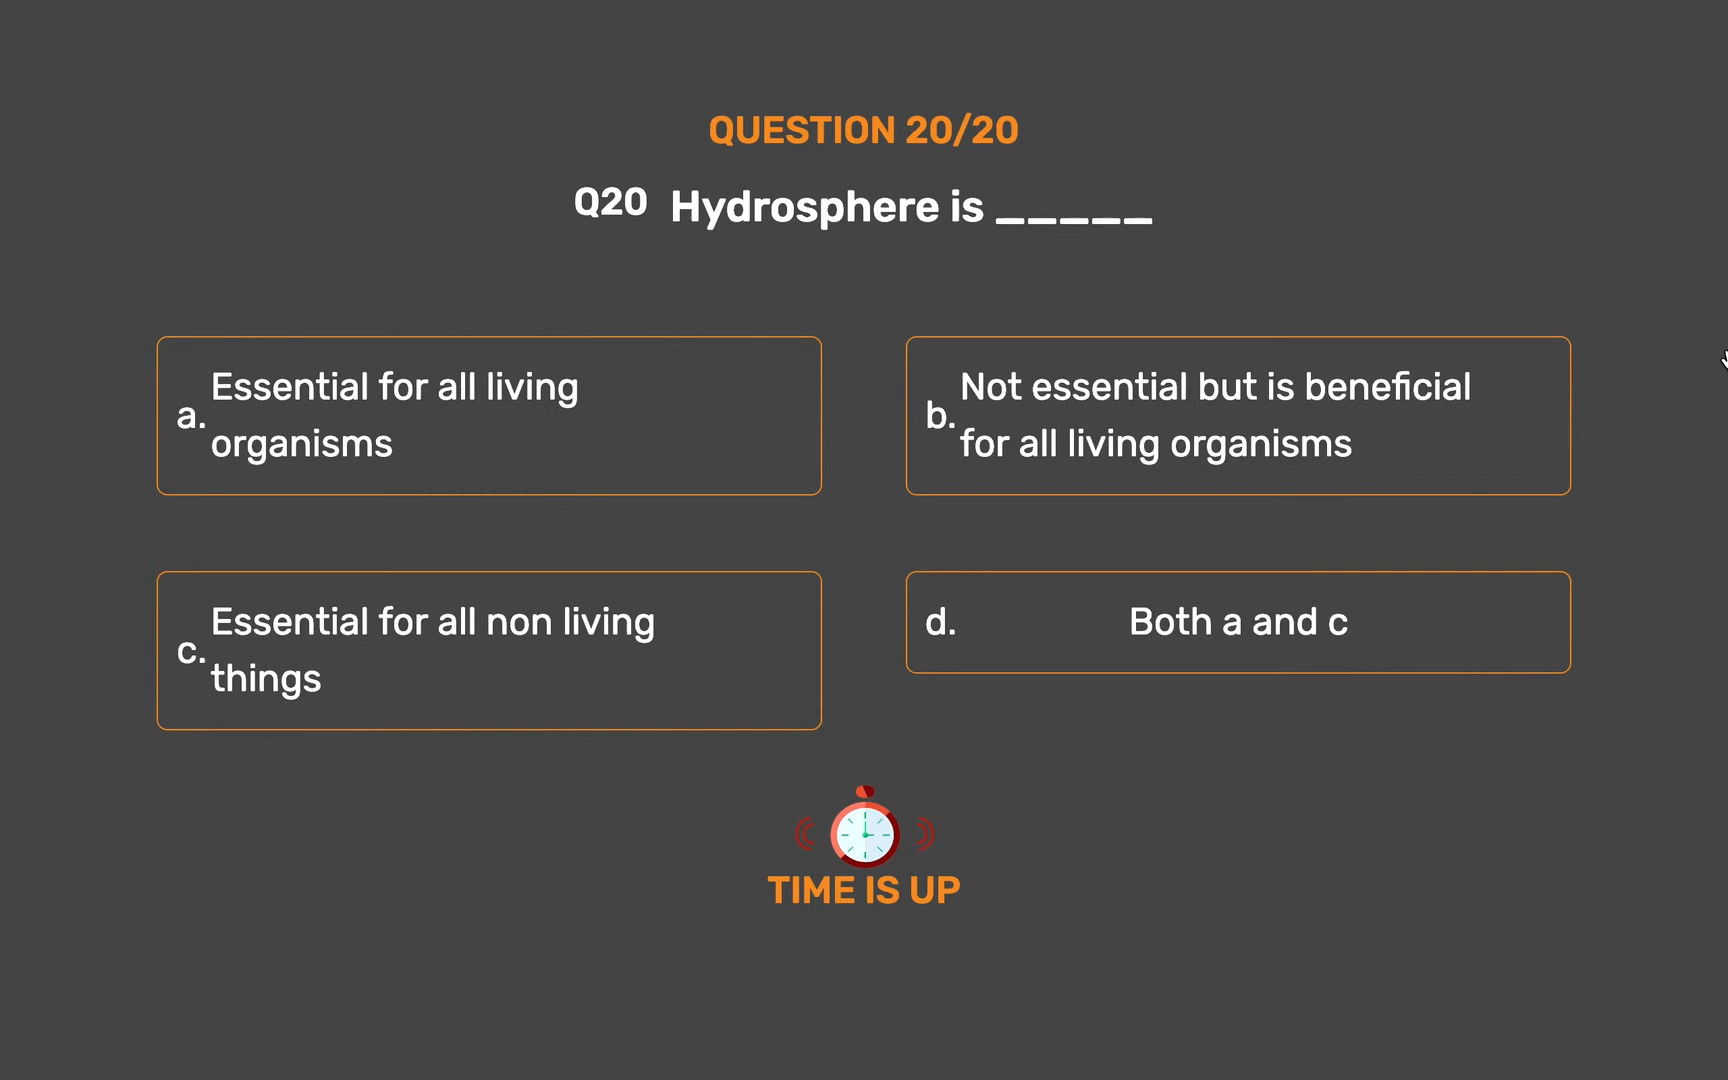 QUESTION 20/20
Q20 Hydrosphere is _____
a. Essential for all living
organisms
b. Not essential but is beneficial
for all living organisms
c. Essential for all non living
things
d. Both a and c
TIME IS UP